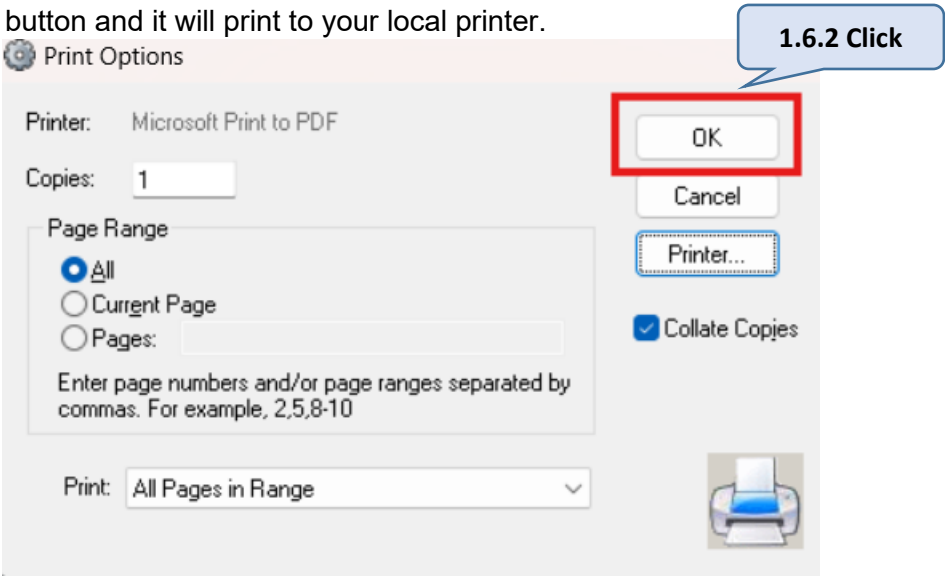 button and it will print to your local printer.
1.6.2 Click
Print Options
Printer: Microsoft Print to PDF
OK
Copies: 1
Cancel
Page Range
Printer...
All
Current Page
Collate Copies
Pages:
Enter page numbers and/or page ranges separated by
commas. For example, 2,5,8-10
Print: All Pages in Range